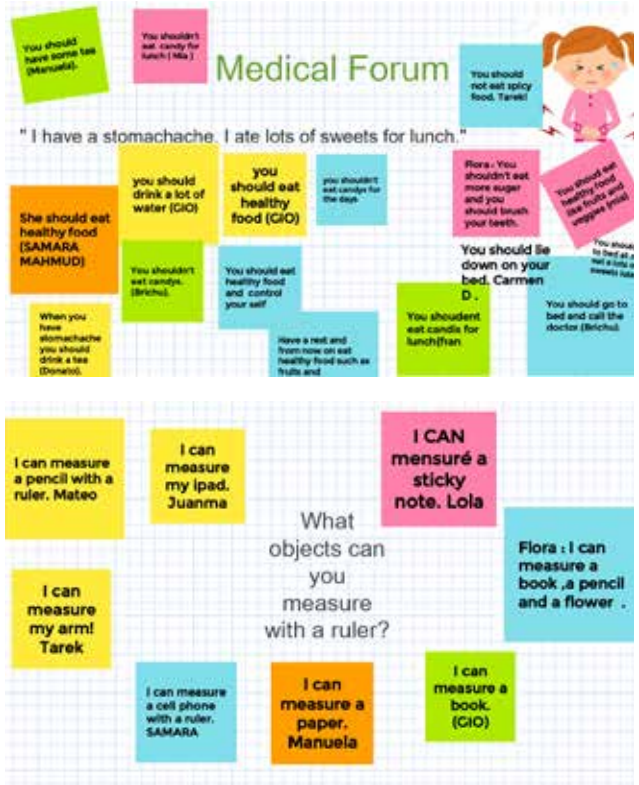 You should
have some tea
(Manuela).
You shouldn't
eat candy for
lunch ( Mia )
Medical Forum
You should
not eat spicy
food. Tarek!
" I have a stomachache. I ate lots of sweets for lunch."
She should eat
healthy food
(SAMARA
MAHMUD)
you should
drink a lot of
water (GIO)
you
should eat
healthy
food (GIO)
you shouldn't
eat candys for
the days
Flora : You
shouldn't eat
more suger
and you
should brush
your teeth.
You shoud eat
healthy food
like fruits and
veggies (mia)
You shouldn't
eat candys.
(Brichu).
You should eat
healthy food
and control
your self
You should lie
down on your
bed. Carmen
D .
to bed
eat a lots
sweets
When you
have
stomachache
you should
drink a tea
(Donato).
Have a rest and
from now on eat
healthy food such as
fruits and
You shoudent
eat candis for
lunch(fran
You should go to
bed and call the
doctor (Brichu)
I can measure
a pencil with a
ruler. Mateo
I can
measure
my ipad.
Juanma
I CAN
mensuré a
sticky
note. Lola
What
objects can
you
measure
with a ruler?
Flora : I can
measure a
book ,a pencil
and a flower .
I can
measure
my arm!
Tarek
I can measure
a cell phone
with a ruler.
SAMARA
I can
measure a
paper.
Manuela
I can
measure a
book.
(GIO)